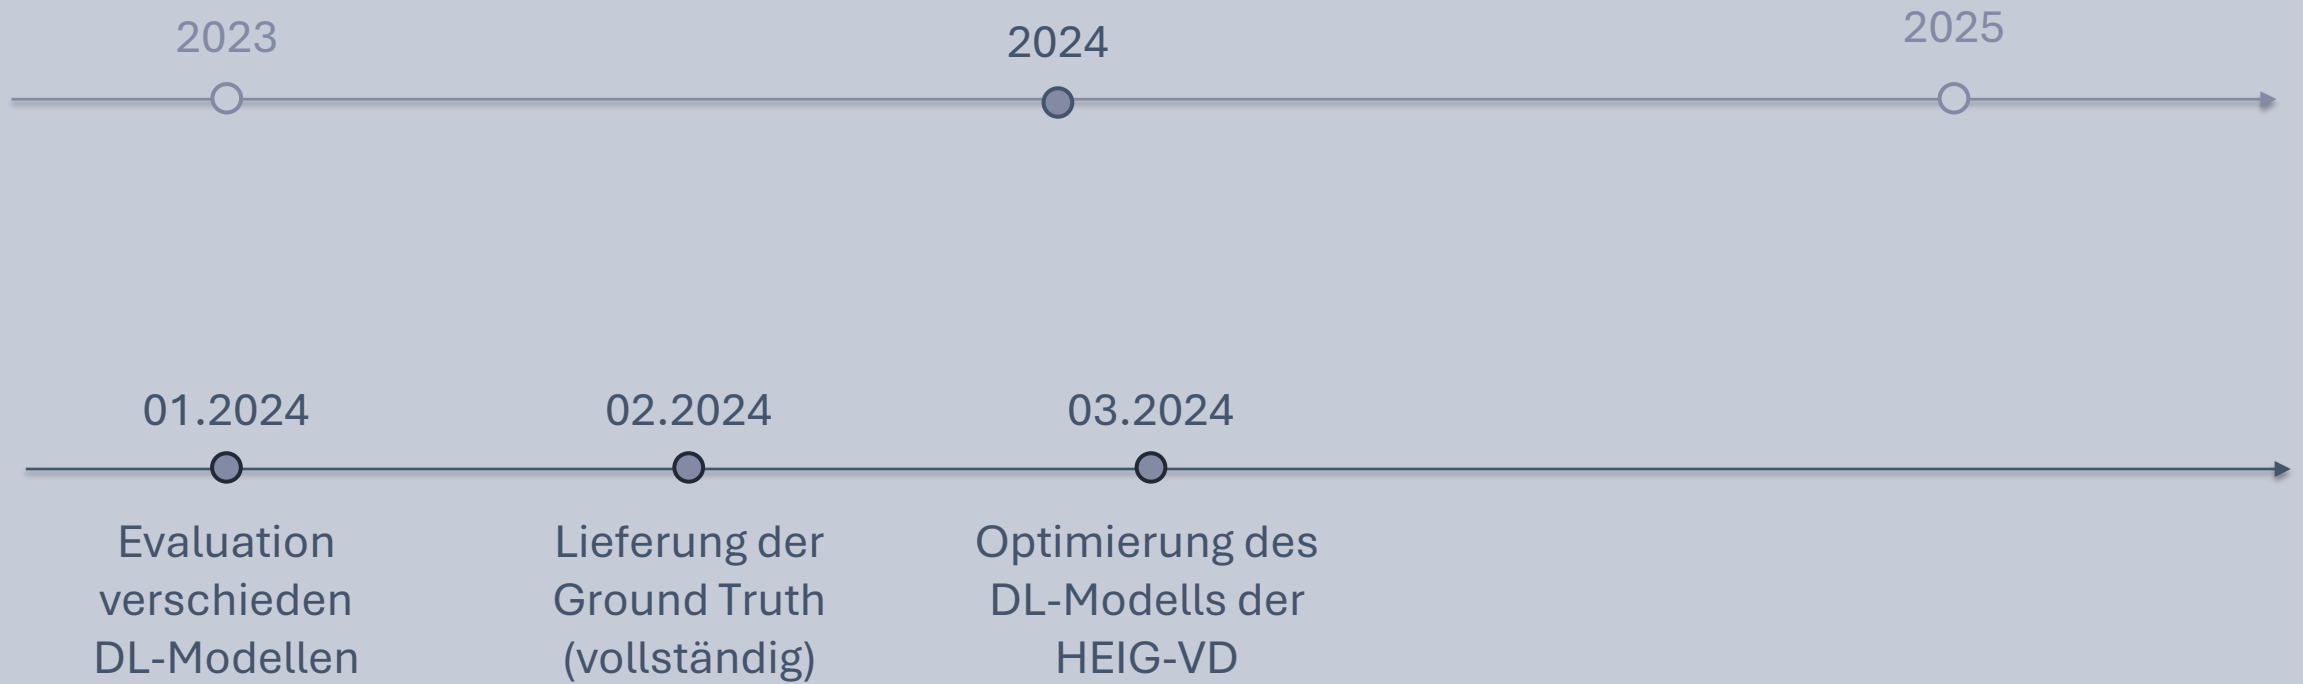 2023
2024
2025
01.2024
02.2024
03.2024
Evaluation
verschieden
DL-Modellen
Lieferung der
Ground Truth
(vollständig)
Optimierung des
DL-Modells der
HEIG-VD